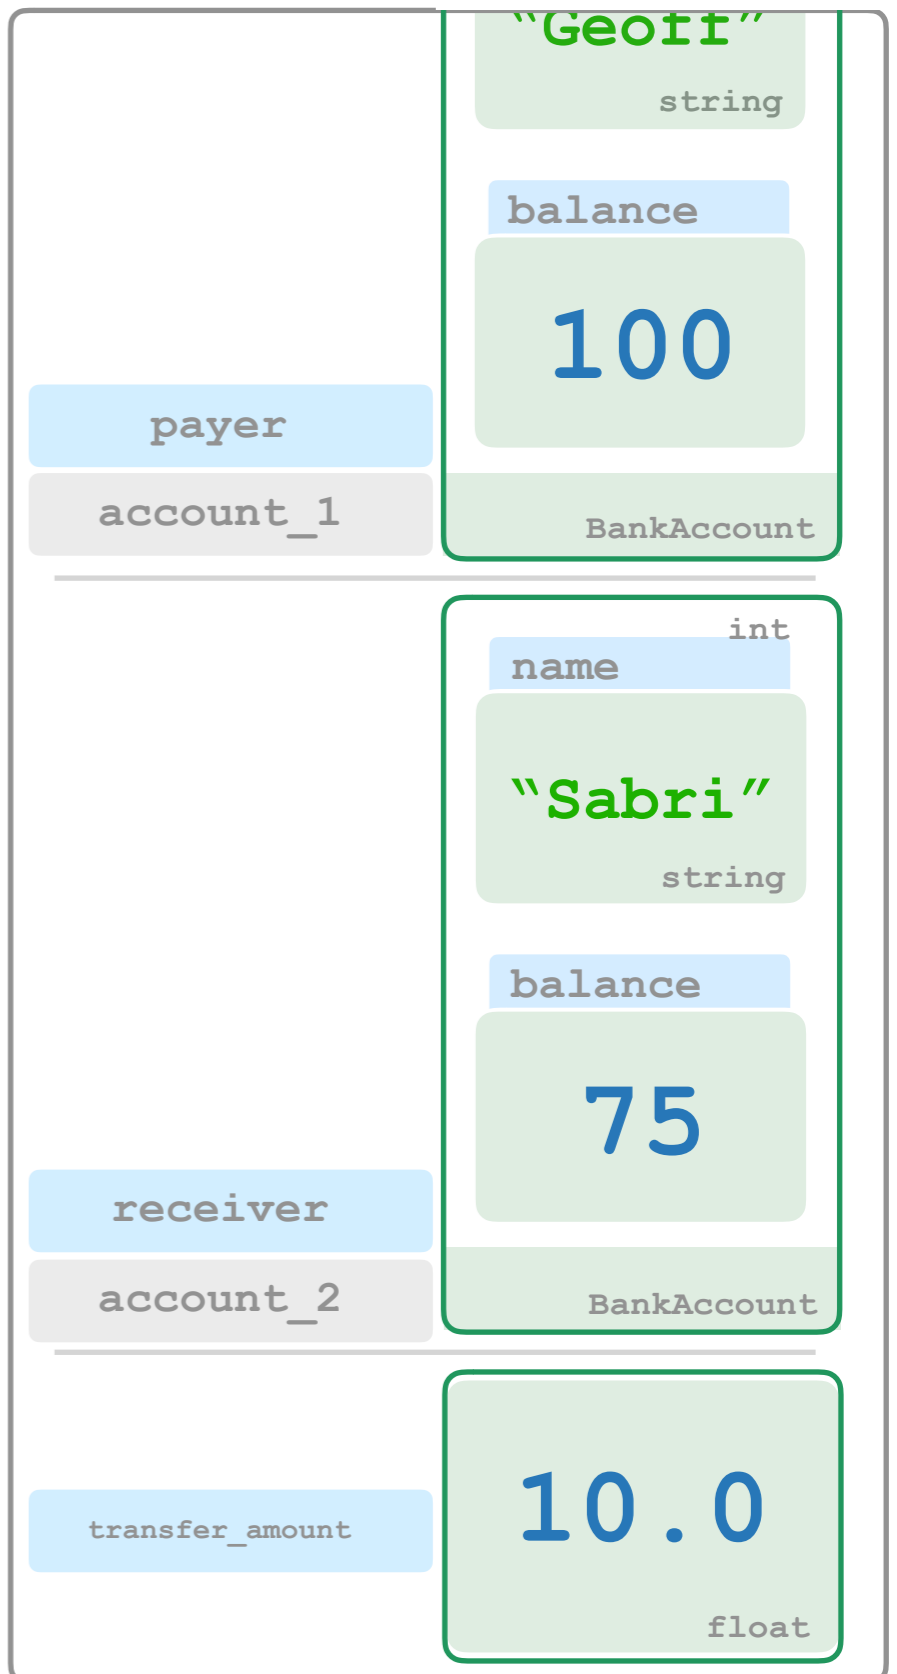 “Geoff”
string
balance
100
payer
account_1
BankAccount
int
name
“Sabri”
string
balance
75
receiver
account_2
BankAccount
10.0
transfer_amount
float